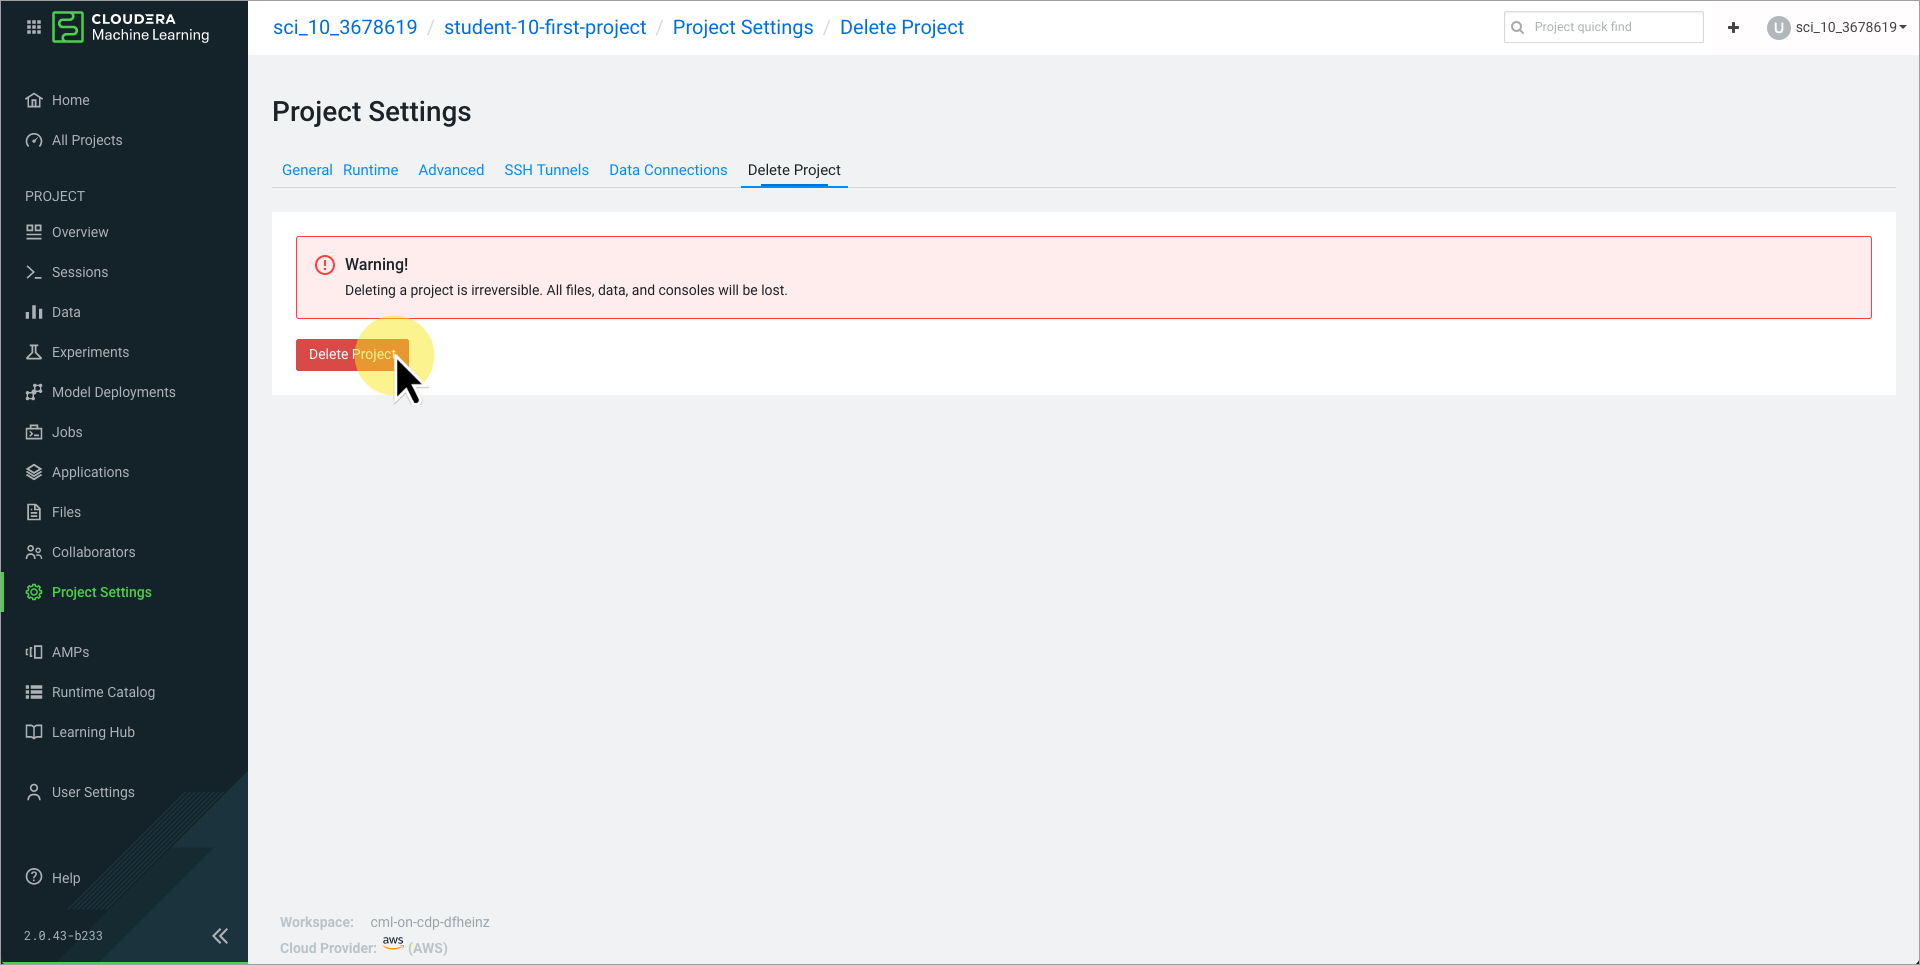 CLOUDERA
Machine Learning
sci_10_3678619 / student-10-first-project / Project Settings / Delete Project
Project quick find
+
U
sci_10_3678619
Home
All Projects
PROJECT
Overview
Sessions
Data
Experiments
Model Deployments
Jobs
Applications
Files
Collaborators
Project Settings
AMPs
Runtime Catalog
Learning Hub
User Settings
Help
2.0.43-b233
Project Settings
General Runtime Advanced SSH Tunnels Data Connections Delete Project
Warning!
Deleting a project is irreversible. All files, data, and consoles will be lost.
Delete Project
Workspace: cml-on-cdp-dfheinz
Cloud Provider: aws (AWS)